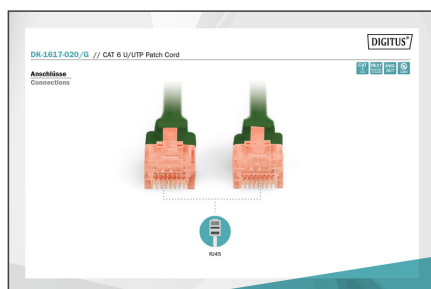 DIGITUS®
DK-1617-020/G // CAT 6 U/UTP Patch Cord
Anschlüsse
Connections
RJ45